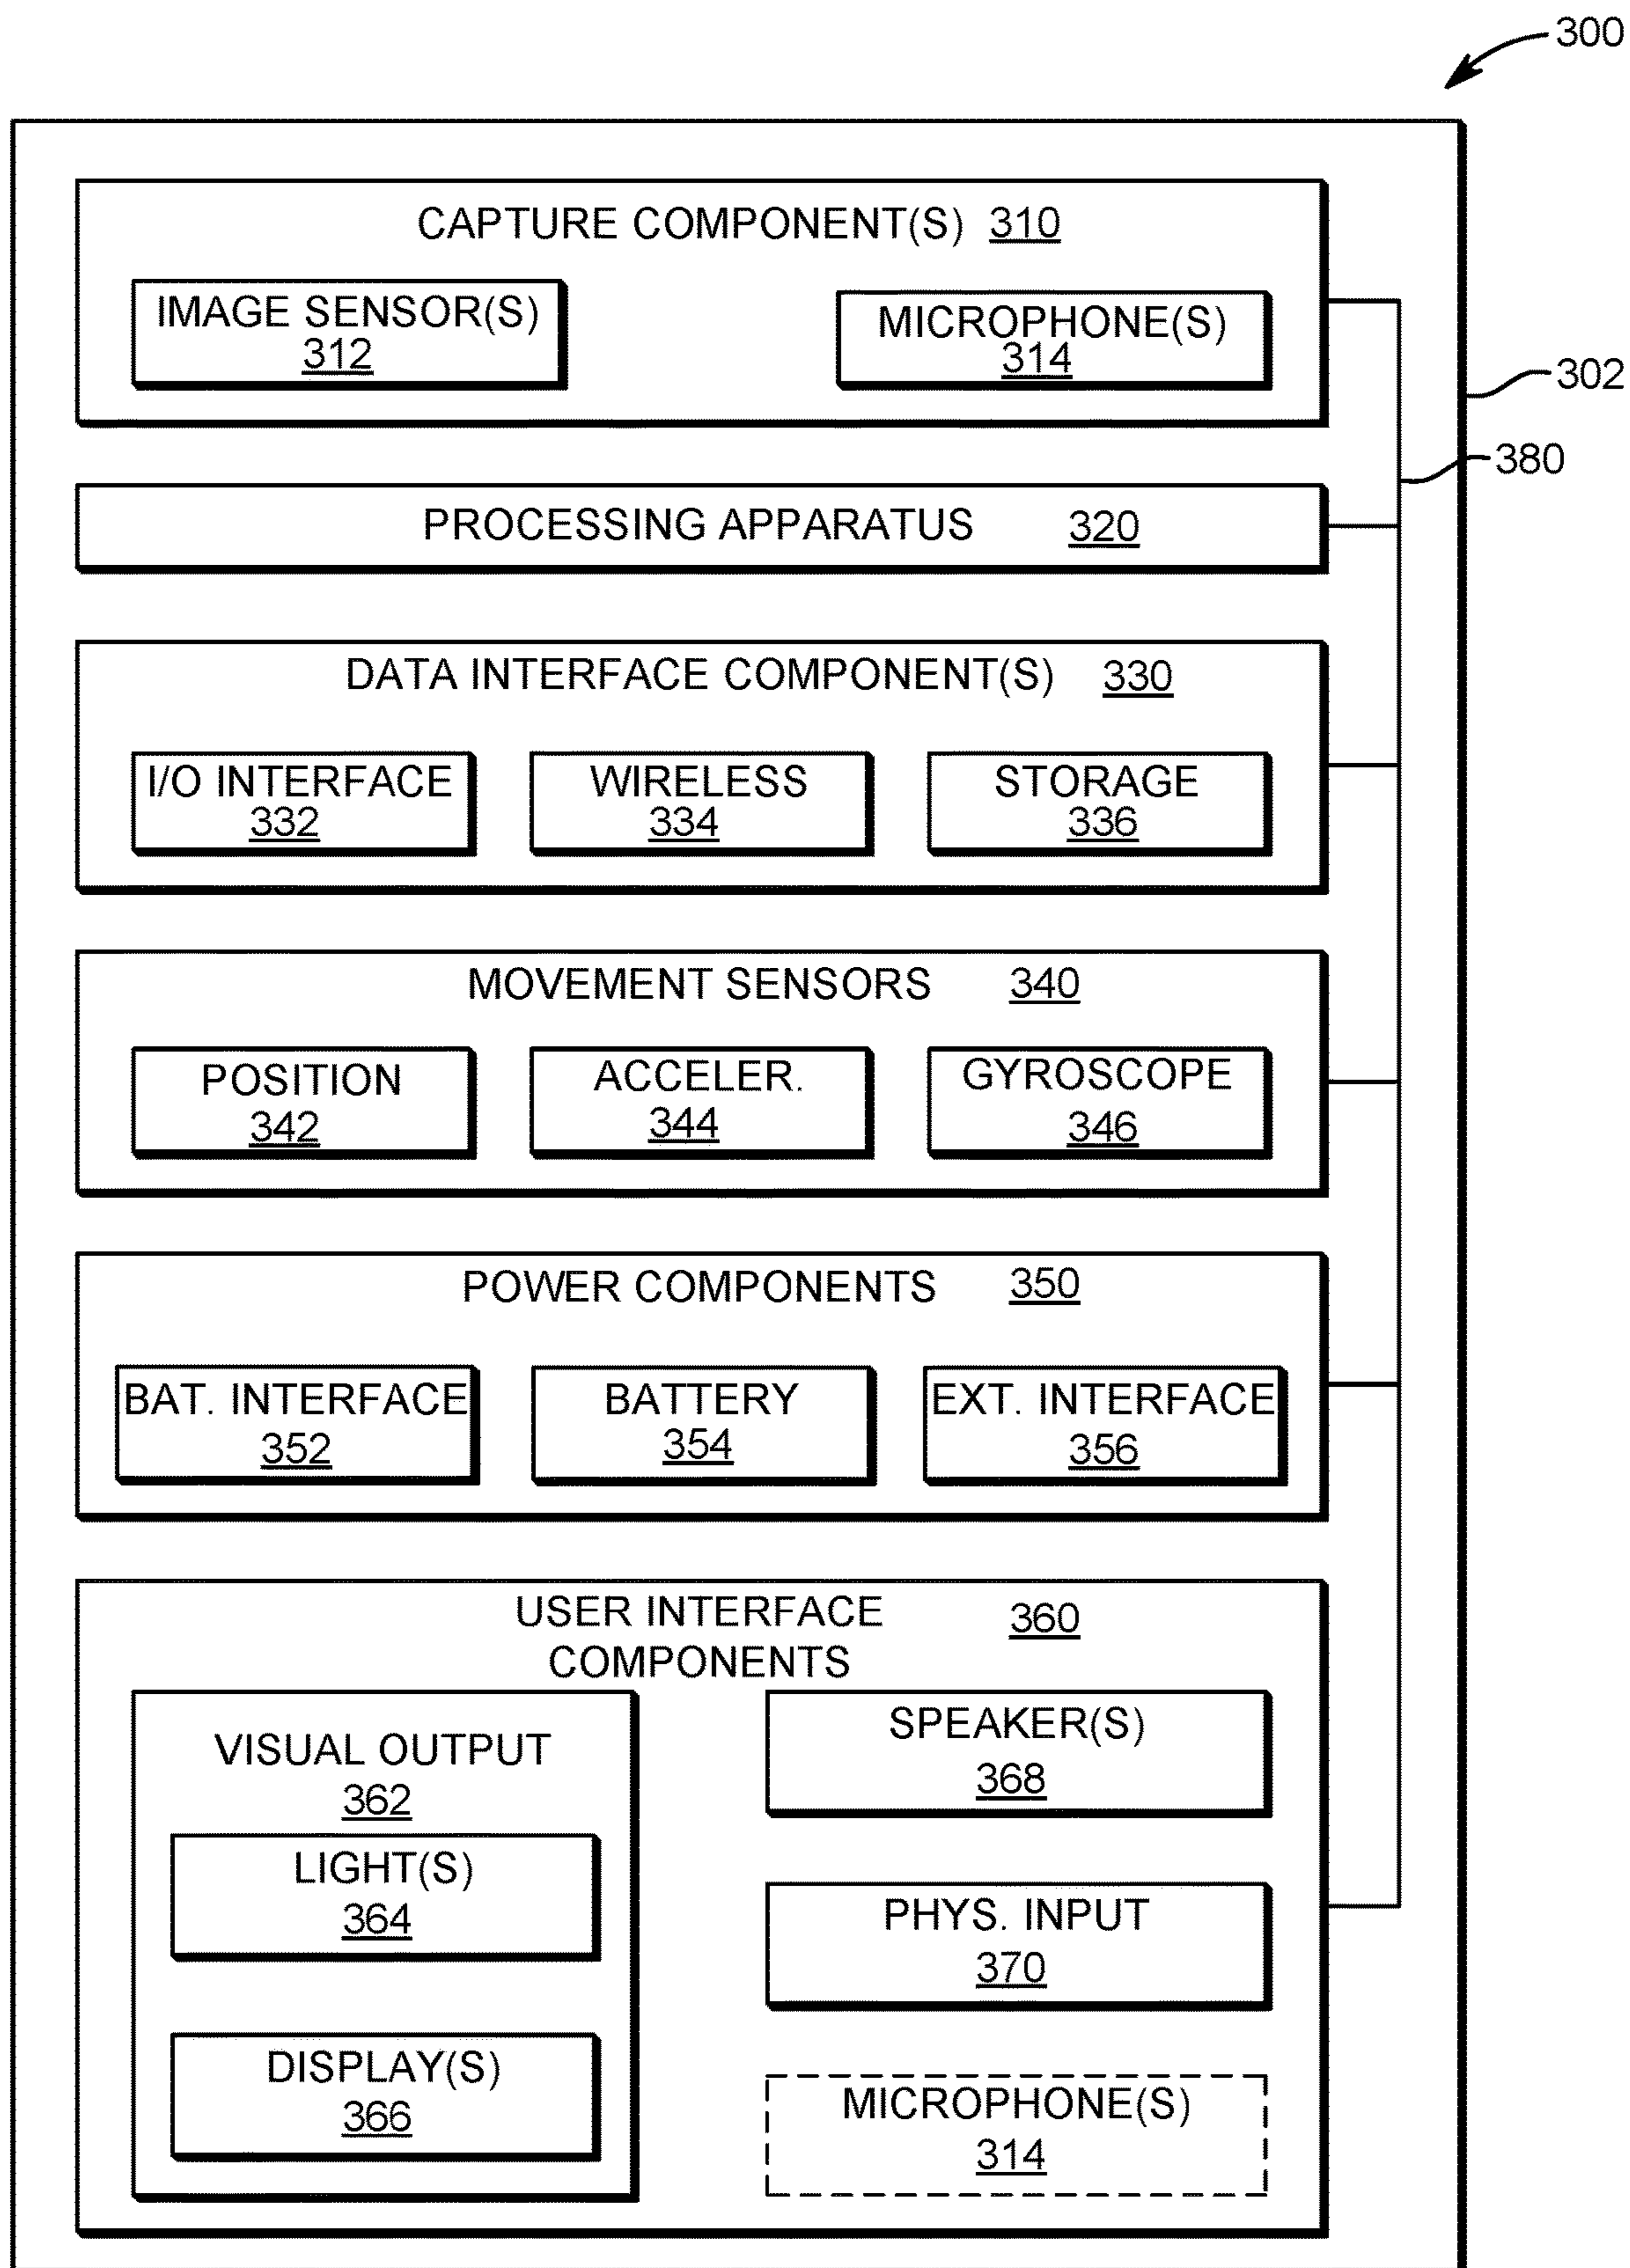 300
CAPTURE COMPONENT(S) 310
IMAGE SENSOR(S)
312
MICROPHONE(S)
314
302
380
PROCESSING APPARATUS 320
DATA INTERFACE COMPONENT(S) 330
I/O INTERFACE
332
WIRELESS
334
STORAGE
336
MOVEMENT SENSORS 340
POSITION
342
ACCELER.
344
GYROSCOPE
346
POWER COMPONENTS 350
BAT. INTERFACE
352
BATTERY
354
EXT. INTERFACE
356
USER INTERFACE 360
COMPONENTS
VISUAL OUTPUT
362
LIGHT(S)
364
DISPLAY(S)
366
SPEAKER(S)
368
PHYS. INPUT
370
MICROPHONE(S)
314